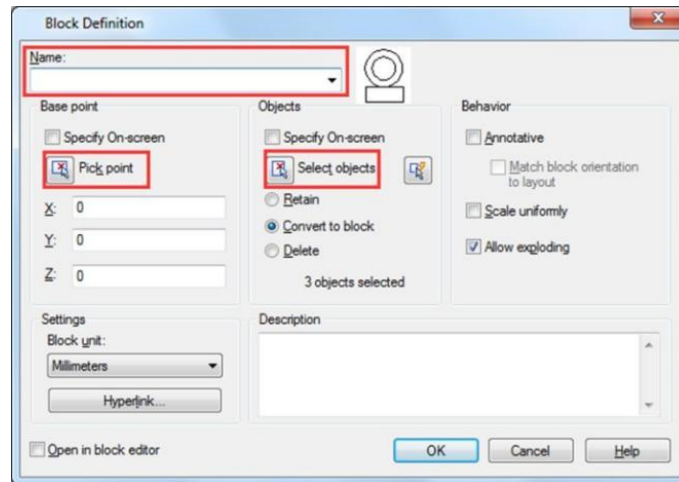 Block Definition
Name:
Base point
Specify On-screen
Pick point
X: 0
Y: 0
Z: 0
Objects
Specify On-screen
Select objects
Retain
Convert to block
Delete
3 objects selected
Behavior
Annotative
Match block orientation
to layout
Scale uniformly
Allow exploding
Settings
Block unit:
Millimeters
Hyperlink...
Description
Open in block editor
OK
Cancel
Help